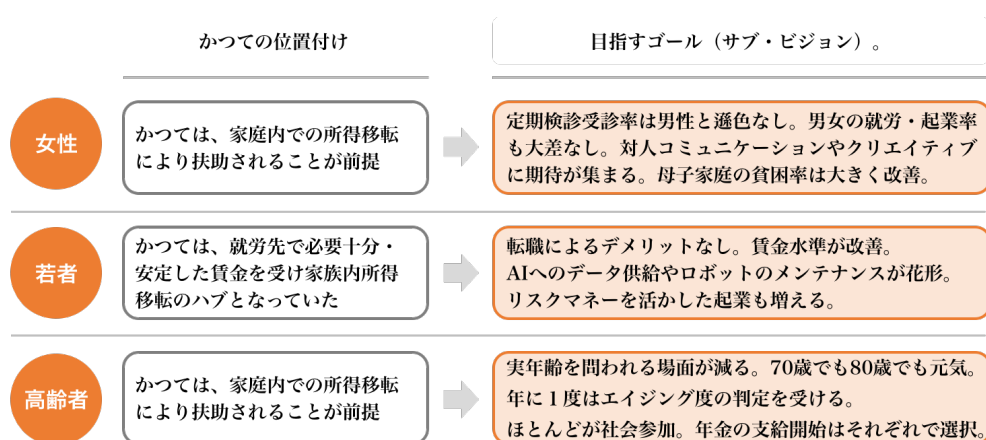 かつての位置付け
目指すゴール（サブ・ビジョン）。
女性
かつては、家庭内での所得移転
により扶助されることが前提
定期検診受診率は男性と遜色なし。男女の就労・起業率
も大差なし。対人コミュニケーションやクリエイティブ
に期待が集まる。母子家庭の貧困率は大きく改善。
若者
かつては、就労先で必要十分・
安定した賃金を受け家族内所得
移転のハブとなっていた
転職によるデメリットなし。賃金水準が改善。
AIへのデータ供給やロボットのメンテナンスが花形。
リスクマネーを活かした起業も増える。
高齢者
かつては、家庭内での所得移転
により扶助されることが前提
実年齢を問われる場面が減る。70歳でも80歳でも元気。
年に１度はエイジング度の判定を受ける。
ほとんどが社会参加。年金の支給開始はそれぞれで選択。